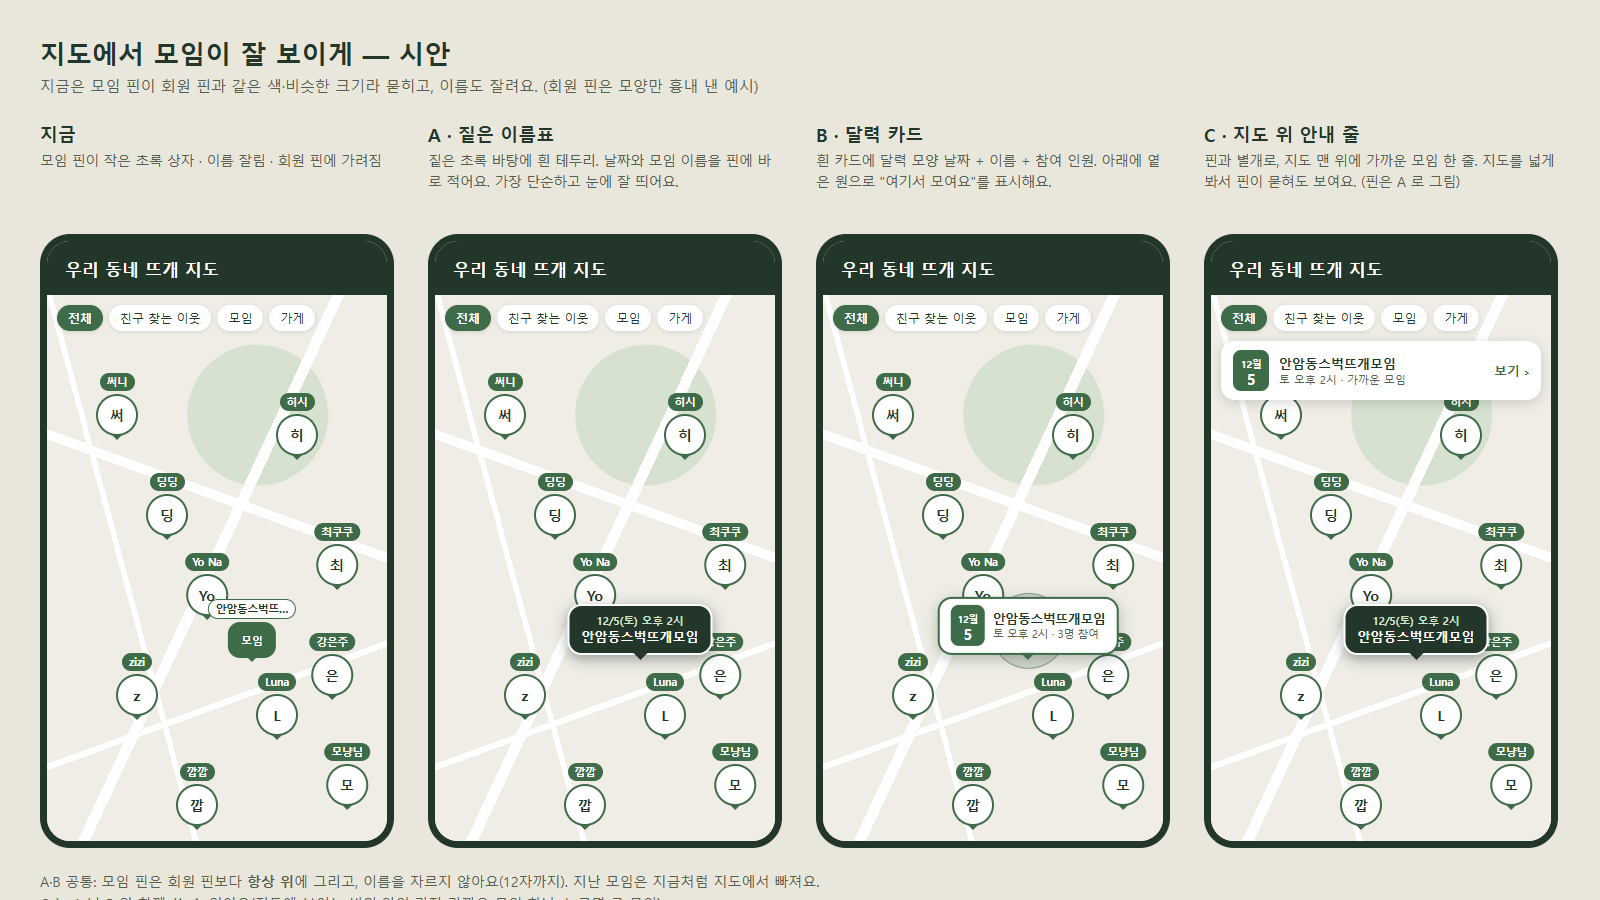 지도에서 모임이 잘 보이게 — 시안
지금은 모임 핀이 회원 핀과 같은 색·비슷한 크기라 묻히고, 이름도 잘려요. (회원 핀은 모양만 흉내 낸 예시)
지금
모임 핀이 작은 초록 상자 · 이름 잘림 · 회원 핀에 가려짐
우리 동네 뜨개 지도
전체 친구 찾는 이웃 모임 가게
써니
써
히시
히
딩딩
딩
최쿠쿠
최
Yo Na
Yo
안암동스벅뜨...
모임
강은주
은
zizi
z
Luna
L
모냥님
모
깝깝
깝
A · 짙은 이름표
짙은 초록 바탕에 흰 테두리. 날짜와 모임 이름을 핀에 바
로 적어요. 가장 단순하고 눈에 잘 띄어요.
우리 동네 뜨개 지도
전체 친구 찾는 이웃 모임 가게
써니
써
히시
히
딩딩
딩
최쿠쿠
최
Yo Na
Yo
12/5(토) 오후 2시
안암동스벅뜨개모임
은주
은
zizi
z
Luna
L
모냥님
모
깝깝
깝
B · 달력 카드
흰 카드에 달력 모양 날짜 + 이름 + 참여 인원. 아래에 옅
은 원으로 "여기서 모여요"를 표시해요.
우리 동네 뜨개 지도
전체 친구 찾는 이웃 모임 가게
써니
써
히시
히
딩딩
딩
최쿠쿠
최
Yo Na
Yo
12월
5
안암동스벅뜨개모임
토 오후 2시 · 3명 참여
은
zizi
z
Luna
L
모냥님
모
깝깝
깝
C · 지도 위 안내 줄
핀과 별개로, 지도 맨 위에 가까운 모임 한 줄. 지도를 넓게
봐서 핀이 묻혀도 보여요. (핀은 A 로 그림)
우리 동네 뜨개 지도
전체 친구 찾는 이웃 모임 가게
12월
5
안암동스벅뜨개모임
토 오후 2시 · 가까운 모임
보기 ›
써
히시
히
딩딩
딩
최쿠쿠
최
Yo Na
Yo
12/5(토) 오후 2시
안암동스벅뜨개모임
은주
은
zizi
z
Luna
L
모냥님
모
깝깝
깝
A·B 공통: 모임 핀은 회원 핀보다 항상 위에 그리고, 이름을 자르지 않아요(12자까지). 지난 모임은 지금처럼 지도에서 빠져요.